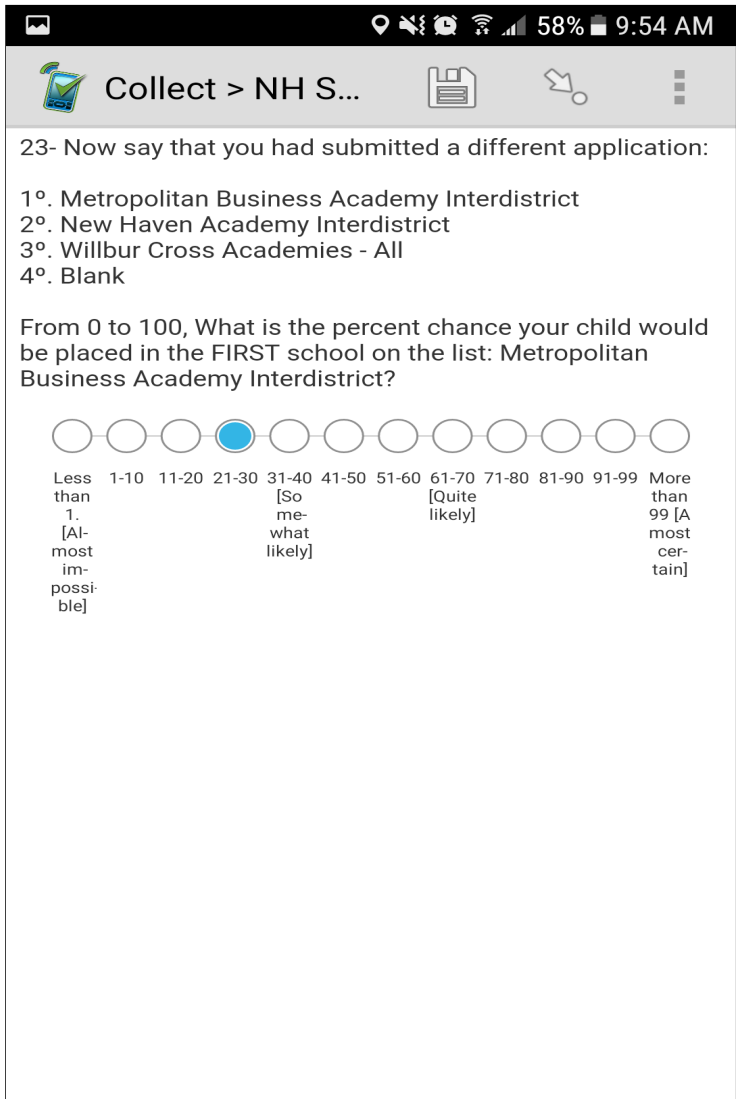 58% 9:54 AM
Collect > NH S...
23- Now say that you had submitted a different application:
1º. Metropolitan Business Academy Interdistrict
2º. New Haven Academy Interdistrict
3º. Willbur Cross Academies - All
4º. Blank
From 0 to 100, What is the percent chance your child would
be placed in the FIRST school on the list: Metropolitan
Business Academy Interdistrict?
Less 1-10 11-20 21-30 31-40 41-50 51-60 61-70 71-80 81-90 91-99 More
than [So [Quite than
1. me- likely] 99 [A
[Al- what most
most likely] cer-
im- tain]
possi-
ble]